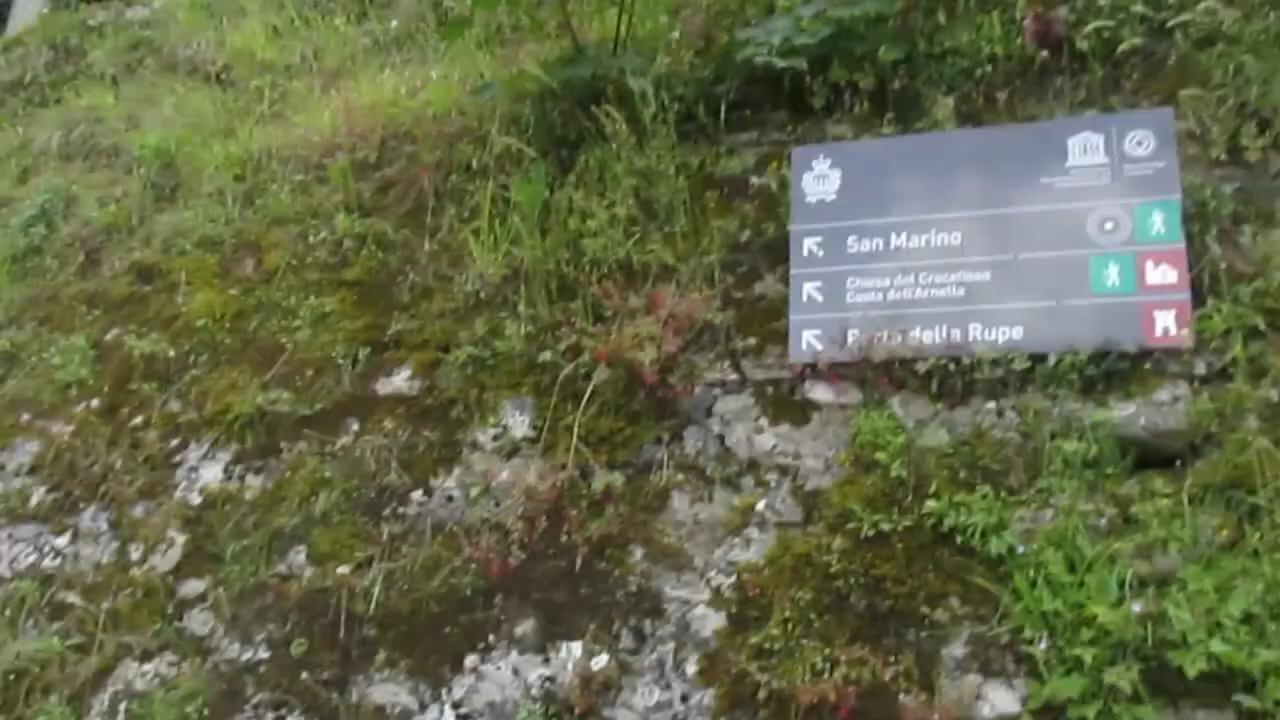 San Marino
Chiesa del Crocefisso
Costa dell'Arnella
Porta della Rupe